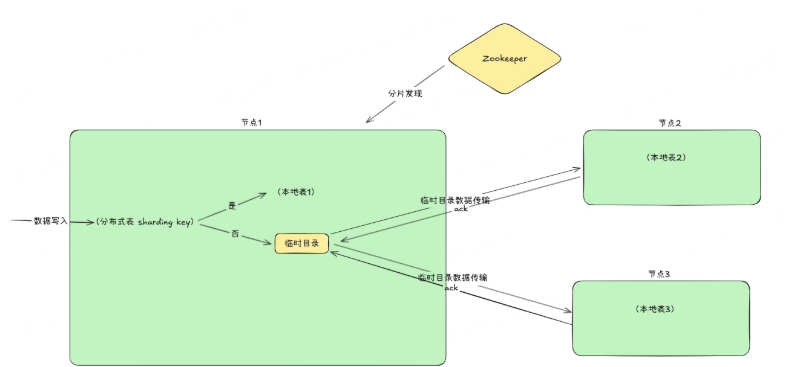 Zookeeper
分片发现
节点1
节点2
(本地表2)
(本地表1)
是
数据写入
(分布式表 sharding key)
否
临时目录
临时目录数据传输
ack
临时目录数据传输
ack
节点3
(本地表3)